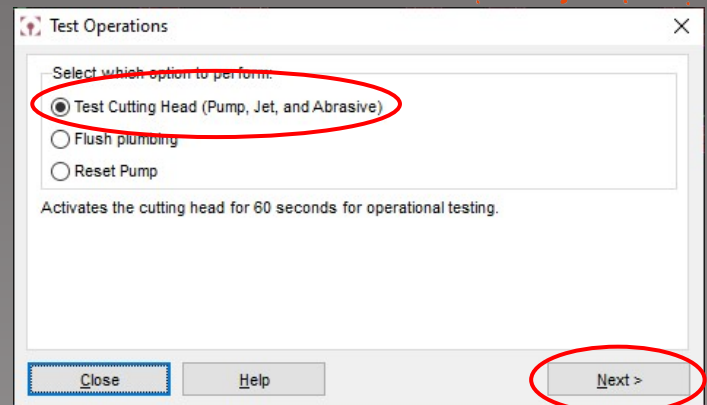 Test Operations
Select which option to perform:
Test Cutting Head (Pump, Jet, and Abrasive)
Flush plumbing
Reset Pump
Activates the cutting head for 60 seconds for operational testing.
Close
Help
Next >